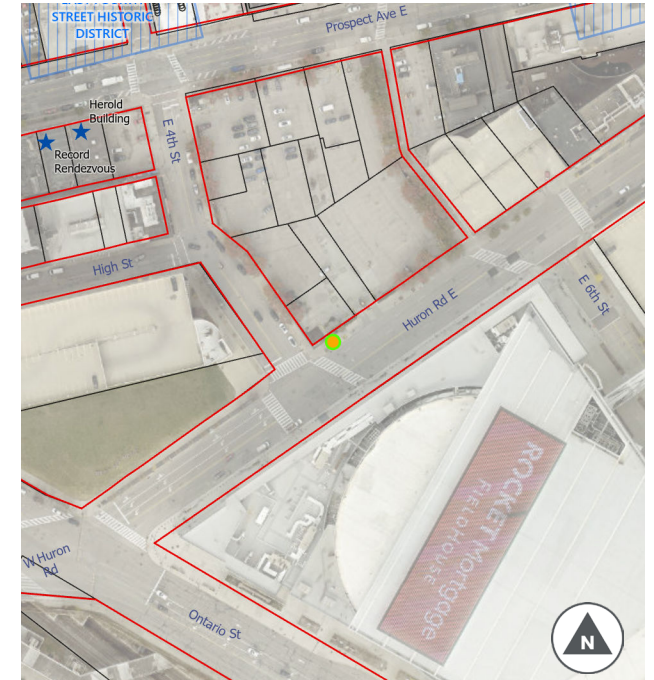 STREET HISTORIC
DISTRICT
Prospect Ave E
Herold
Building
E 4th St
Record
Rendezvous
High St
Huron Rd E
E 6th St
ROCKET Mortgage
FIELDHOUSE
W Huron
Rd
Ontario St
N